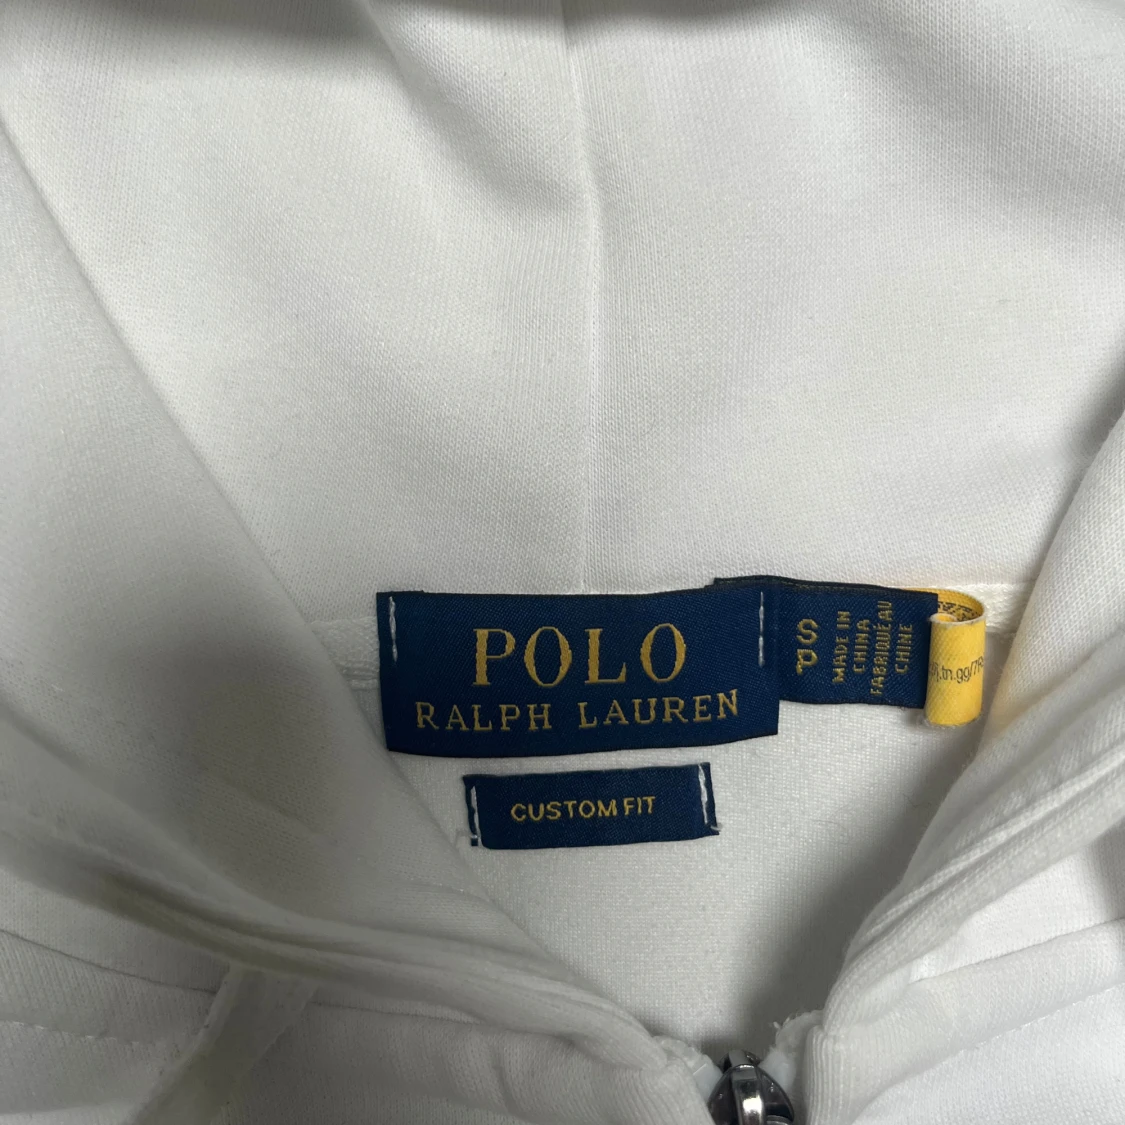 POLO
RALPH LAUREN
CUSTOM FIT
S
P
MADE IN
CHINA
FABRIQUÉ AU
CHINE